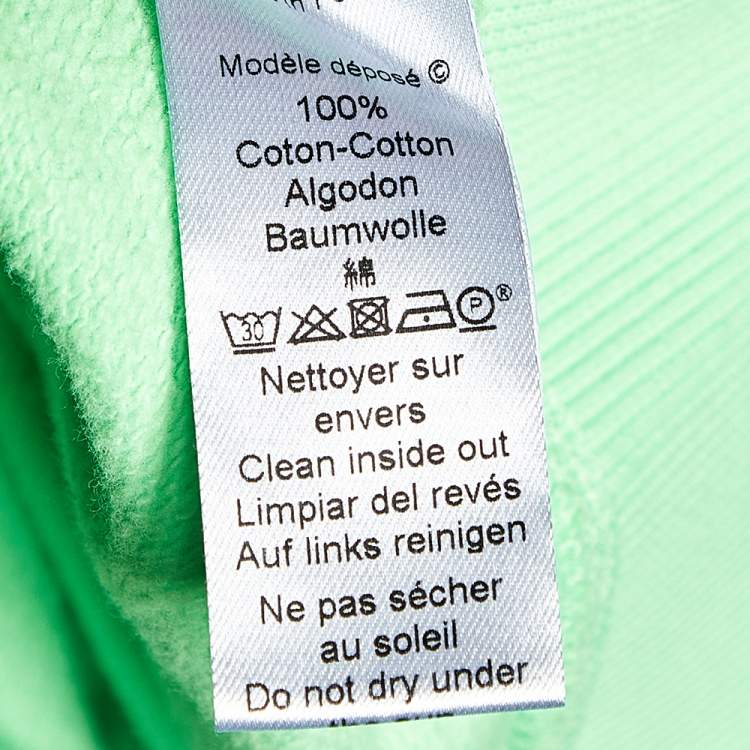 Modèle déposé ©
100%
Coton-Cotton
Algodon
Baumwolle
綿
30 P ®
Nettoyer sur
envers
Clean inside out
Limpiar del revés
Auf links reinigen
Ne pas sécher
au soleil
Do not dry under